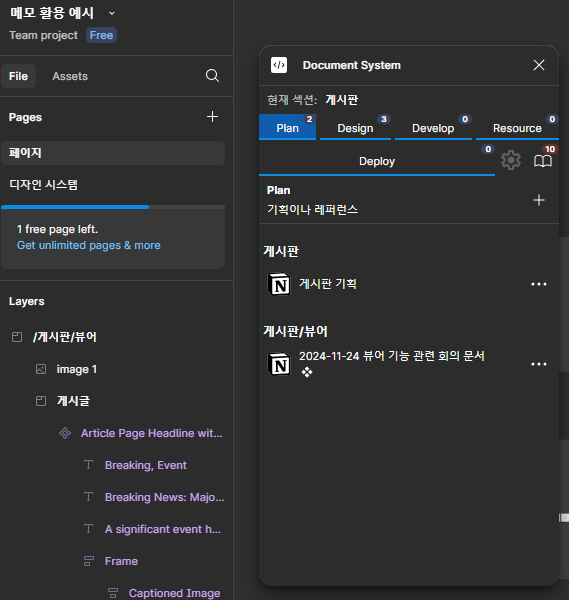 메모 활용 예시
Team project Free
File Assets
Pages
페이지
디자인 시스템
1 free page left.
Get unlimited pages & more
Layers
/게시판/뷰어
image 1
게시글
Article Page Headline wit...
Breaking, Event
Breaking News: Majo...
A significant event h...
Frame
Captioned Image
Document System
현재 섹션: 게시판
Plan 2 Design 3 Develop 0 Resource 0
Deploy 0 10
Plan
기획이나 레퍼런스
게시판
게시판 기획
게시판/뷰어
2024-11-24 뷰어 기능 관련 회의 문서